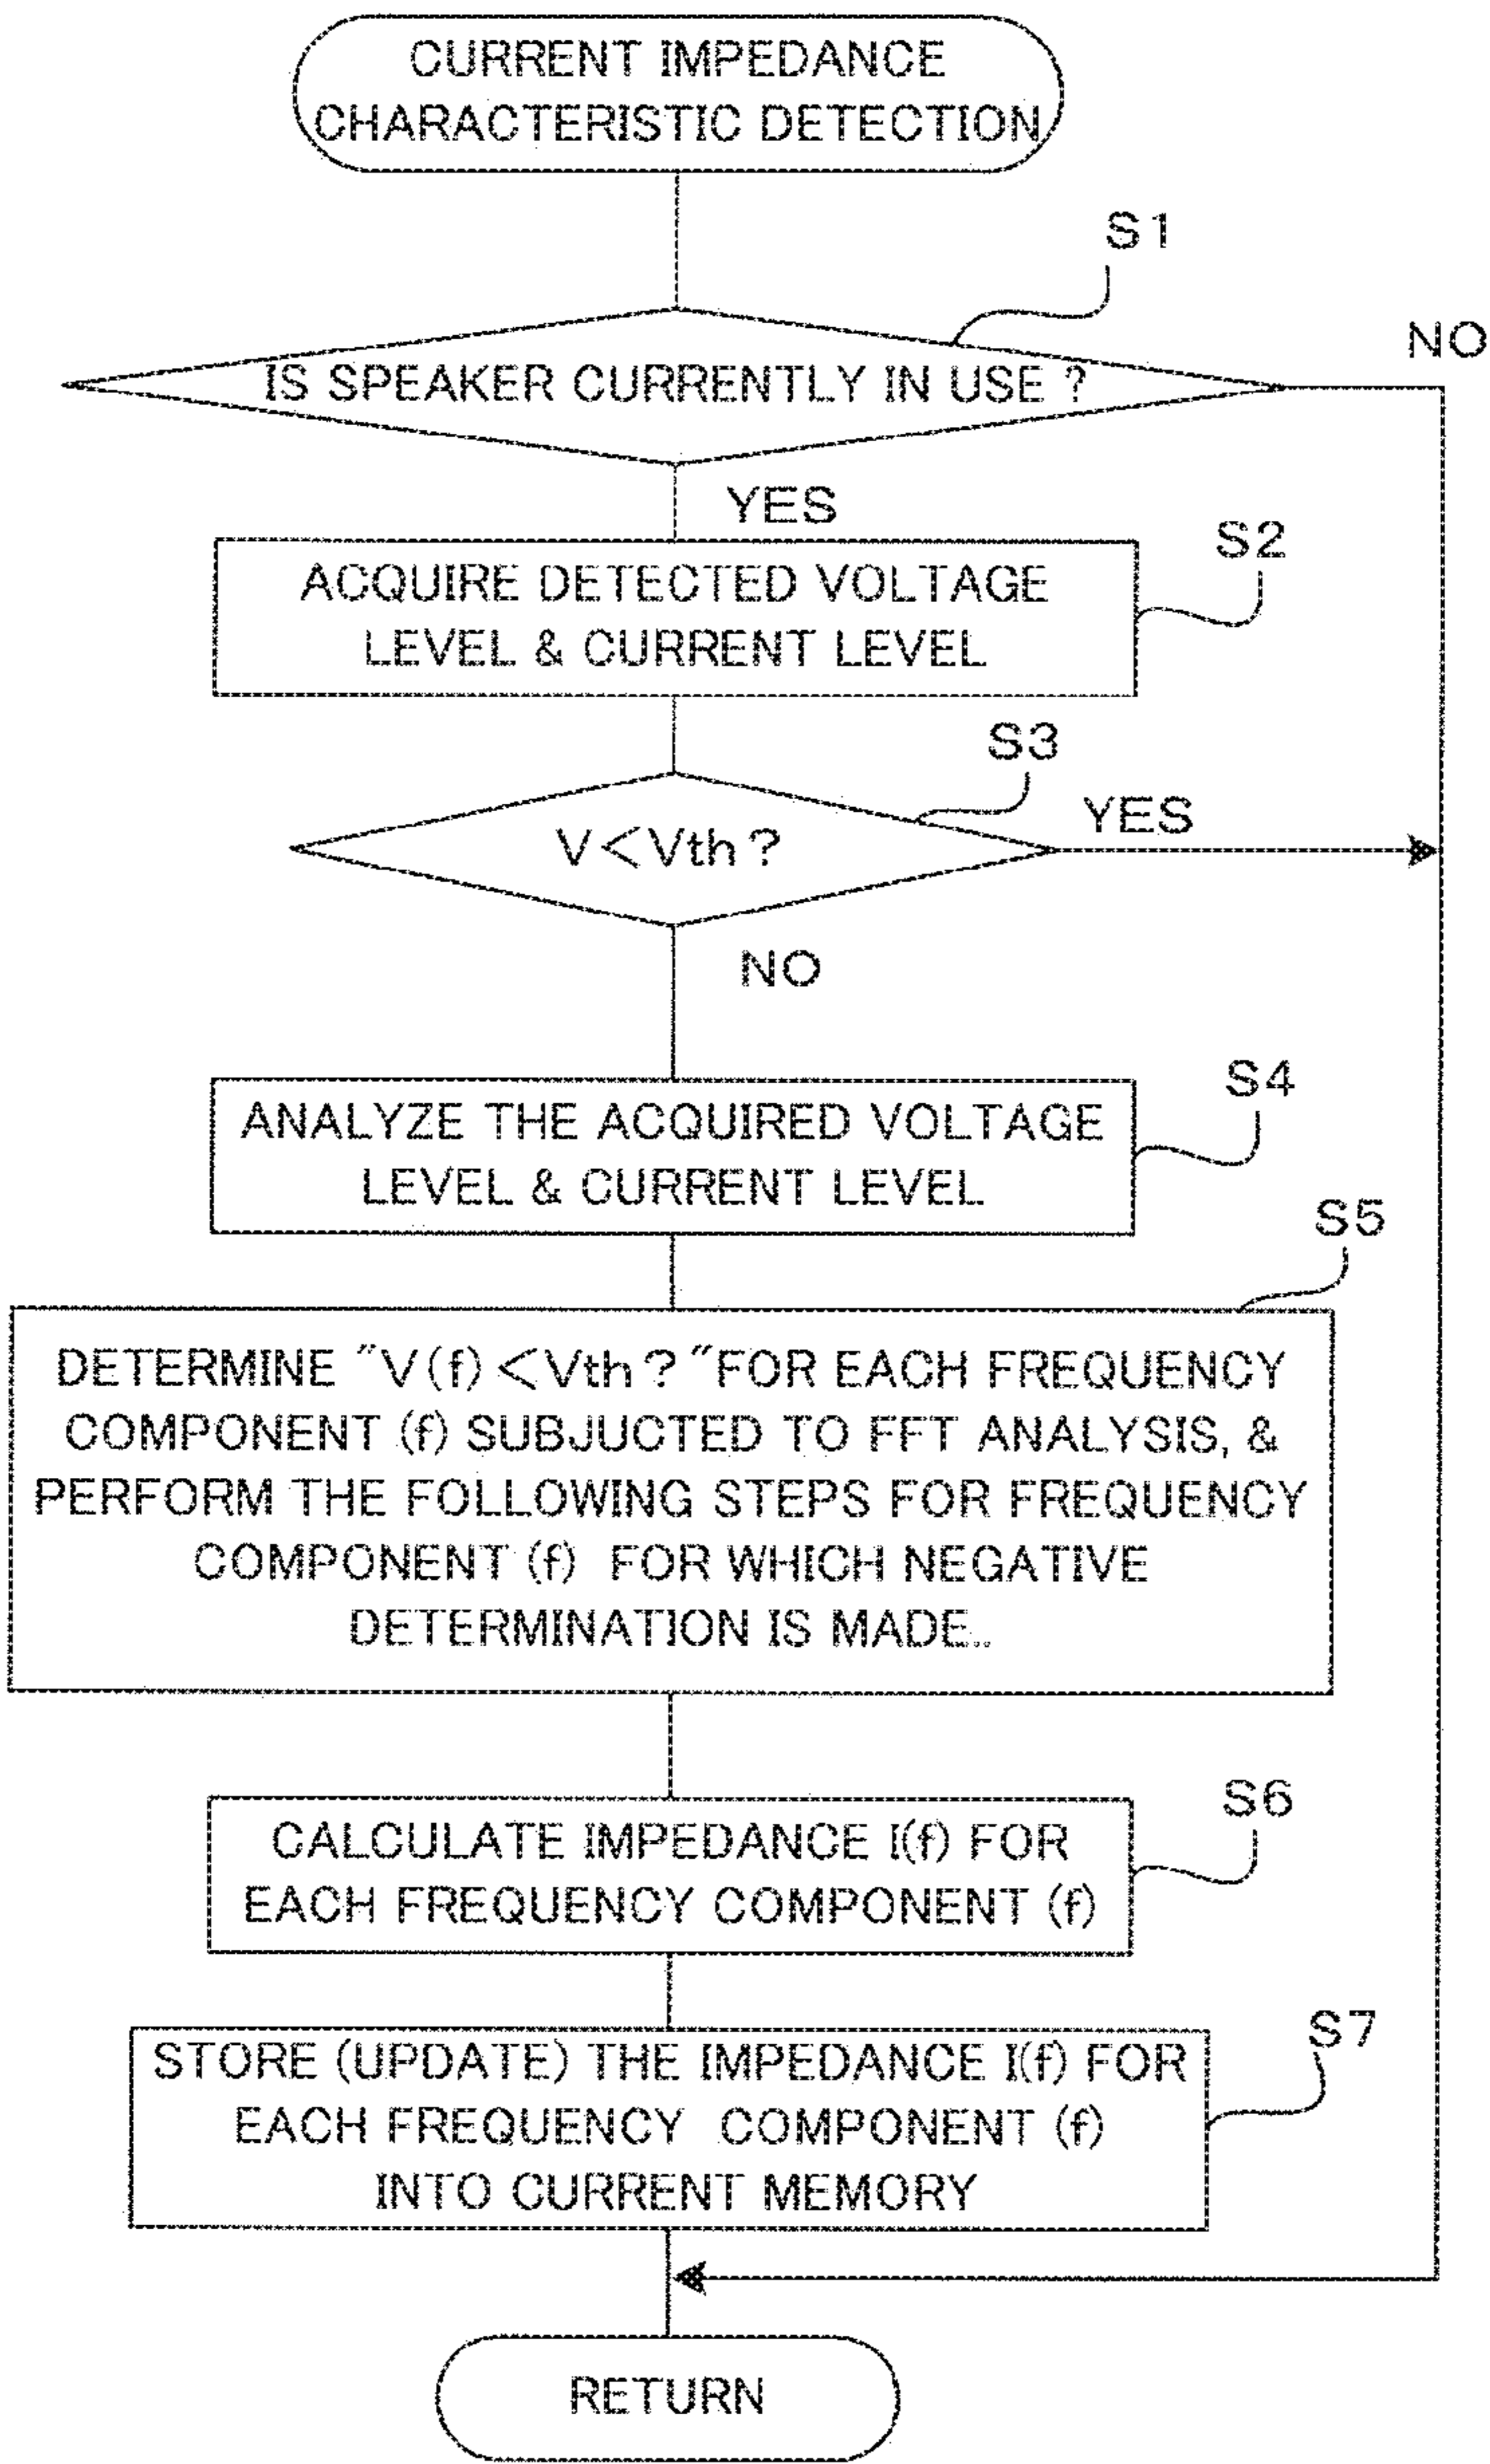 CURRENT IMPEDANCE
CHARACTERISTIC DETECTION
S1
NO
IS SPEAKER CURRENTLY IN USE ?
YES
S2
ACQUIRE DETECTED VOLTAGE
LEVEL & CURRENT LEVEL
S3
YES
V<Vth ?
NO
S4
ANALYZE THE ACQUIRED VOLTAGE
LEVEL & CURRENT LEVEL
S5
DETERMINE "V(f) <Vth ? "FOR EACH FREQUENCY
COMPONENT (f) SUBJUCTED TO FFT ANALYSIS, &
PERFORM THE FOLLOWING STEPS FOR FREQUENCY
COMPONENT (f) FOR WHICH NEGATIVE
DETERMINATION IS MADE..
S6
CALCULATE IMPEDANCE I(f) FOR
EACH FREQUENCY COMPONENT (f)
S7
STORE (UPDATE) THE IMPEDANCE I(f) FOR
EACH FREQUENCY COMPONENT (f)
INTO CURRENT MEMORY
RETURN